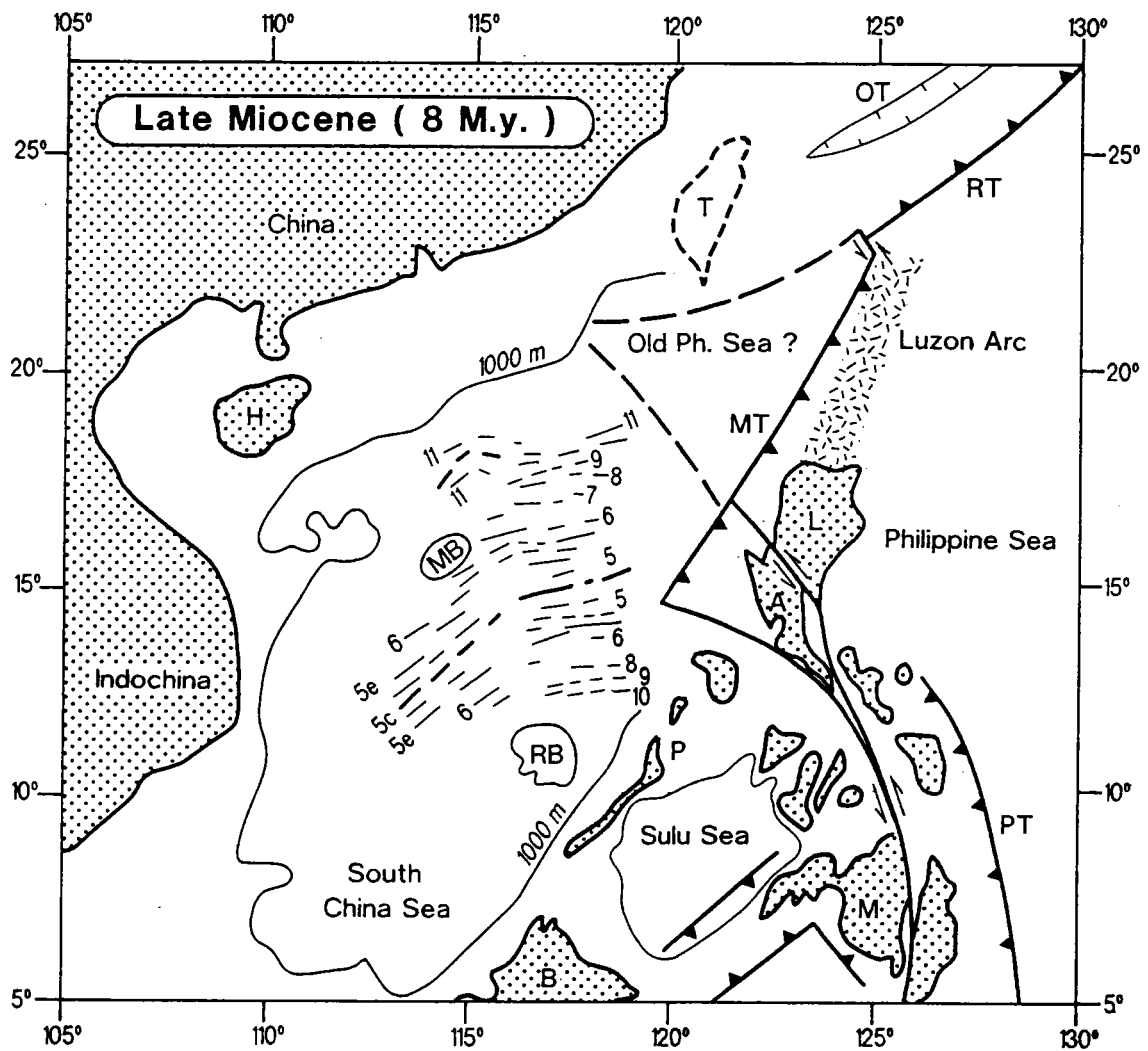 105° 110° 115° 120° 125° 130°
Late Miocene ( 8 M.y. )
OT
25° 25°
RT
T
China
Old Ph. Sea ?
Luzon Arc
1000 m
20° 20°
H
MT
11 11
9
11 8
7
L
6
Philippine Sea
MB
5
15° 15°
A
5
6 6
8
Indochina
5e 9
6 10
5c
5e
RB P
10° 10°
PT
1000 m
Sulu Sea
South
China Sea
M
B
5° 5°
105° 110° 115° 120° 125° 130°